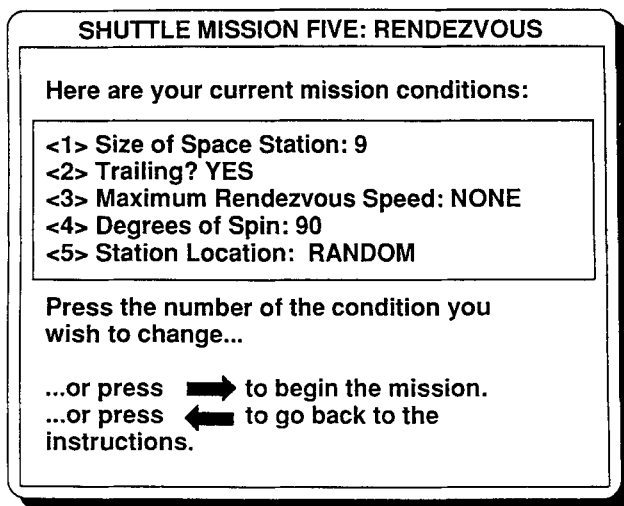 SHUTTLE MISSION FIVE: RENDEZVOUS
Here are your current mission conditions:
<1> Size of Space Station: 9
<2> Trailing? YES
<3> Maximum Rendezvous Speed: NONE
<4> Degrees of Spin: 90
<5> Station Location: RANDOM
Press the number of the condition you
wish to change...
...or press to begin the mission.
...or press to go back to the
instructions.